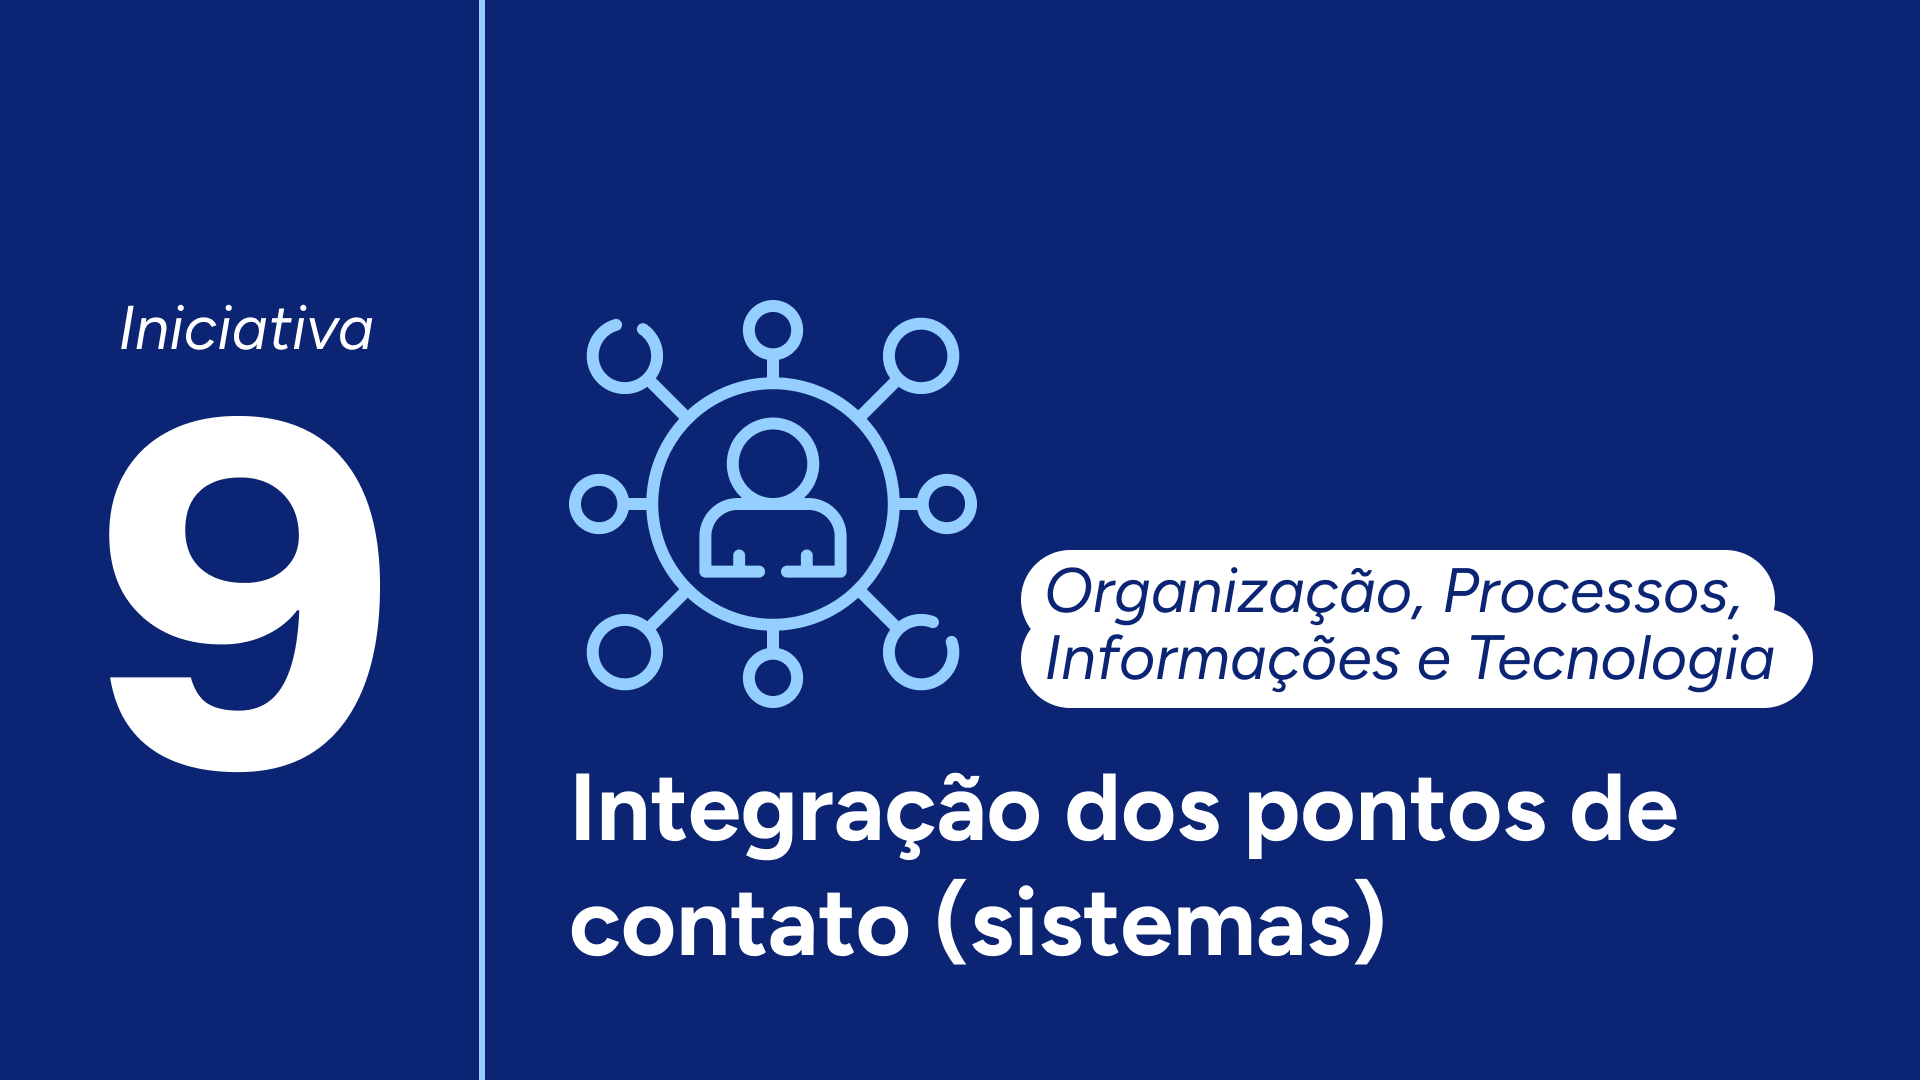 Iniciativa
9
Organização, Processos,
Informações e Tecnologia
Integração dos pontos de
contato (sistemas)